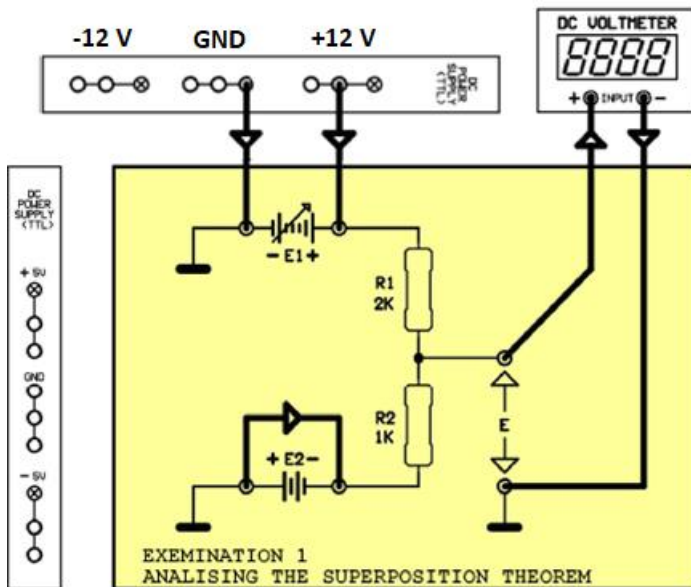 -12 V GND +12 V
DC VOLTMETER
8888
+ INPUT -
DC
POWER
SUPPLY
(TTL)
DC
POWER
SUPPLY
(TTL)
+ 5V
GND
- 5V
- E1 +
R1
2K
R2
1K
E
+ E2 -
EXEMINATION 1
ANALISING THE SUPERPOSITION THEOREM